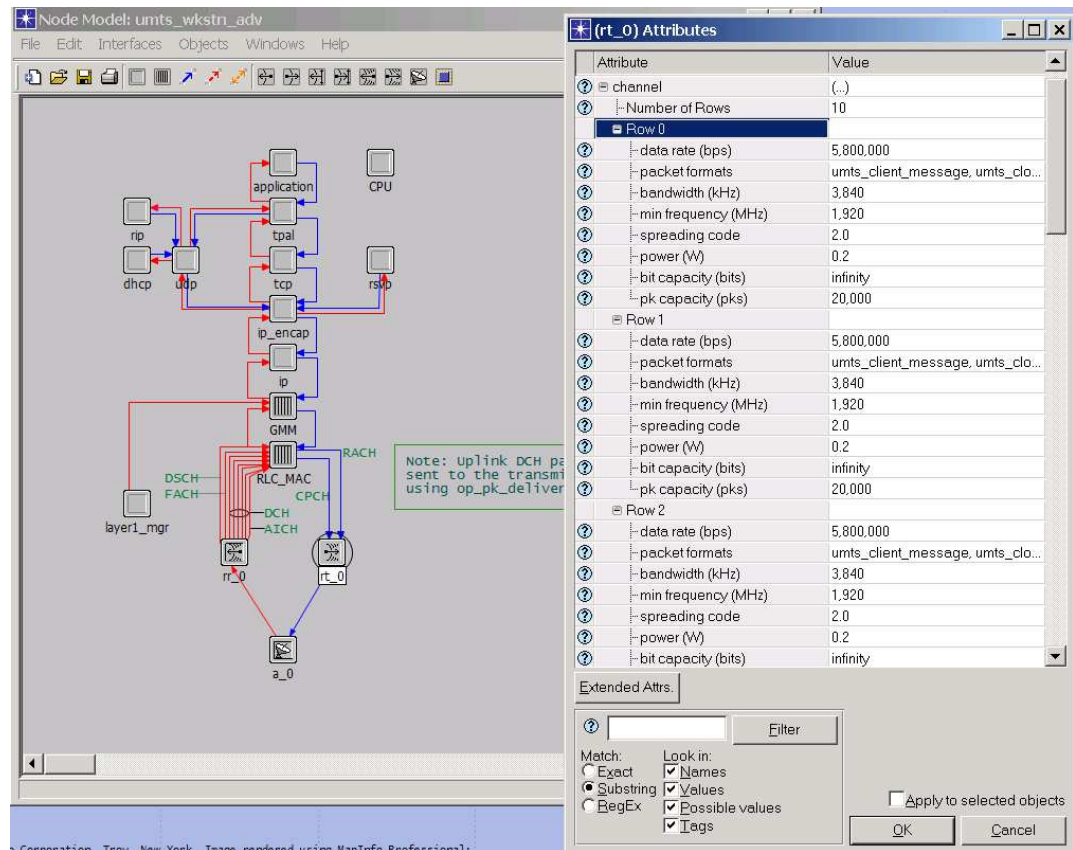 Node Model: umts_wkstn_adv
File Edit Interfaces Objects Windows Help
application
CPU
rip
tpal
dhcp
udp
tcp
rsvp
ip_encap
ip
GMM
RACH
DSCH
RLC_MAC
FACH
CPCH
layer1_mgr
DCH
AICH
rr_0
rt_0
a_0
Note: Uplink DCH pa
sent to the transmi
using op_pk_deliver
(rt_0) Attributes
Attribute Value
channel (...)
Number of Rows 10
Row 0
data rate (bps) 5,800,000
packet formats umts_client_message, umts_clo...
bandwidth (kHz) 3,840
min frequency (MHz) 1,920
spreading code 2.0
power (W) 0.2
bit capacity (bits) infinity
pk capacity (pks) 20,000
Row 1
data rate (bps) 5,800,000
packet formats umts_client_message, umts_clo...
bandwidth (kHz) 3,840
min frequency (MHz) 1,920
spreading code 2.0
power (W) 0.2
bit capacity (bits) infinity
pk capacity (pks) 20,000
Row 2
data rate (bps) 5,800,000
packet formats umts_client_message, umts_clo...
bandwidth (kHz) 3,840
min frequency (MHz) 1,920
spreading code 2.0
power (W) 0.2
bit capacity (bits) infinity
Extended Attrs.
Filter
Match: Look in:
Exact Names
Substring Values
RegEx Possible values
Tags
Apply to selected objects
OK Cancel
Corporation, Troy, New York. Image rendered using MapInfo Professional: